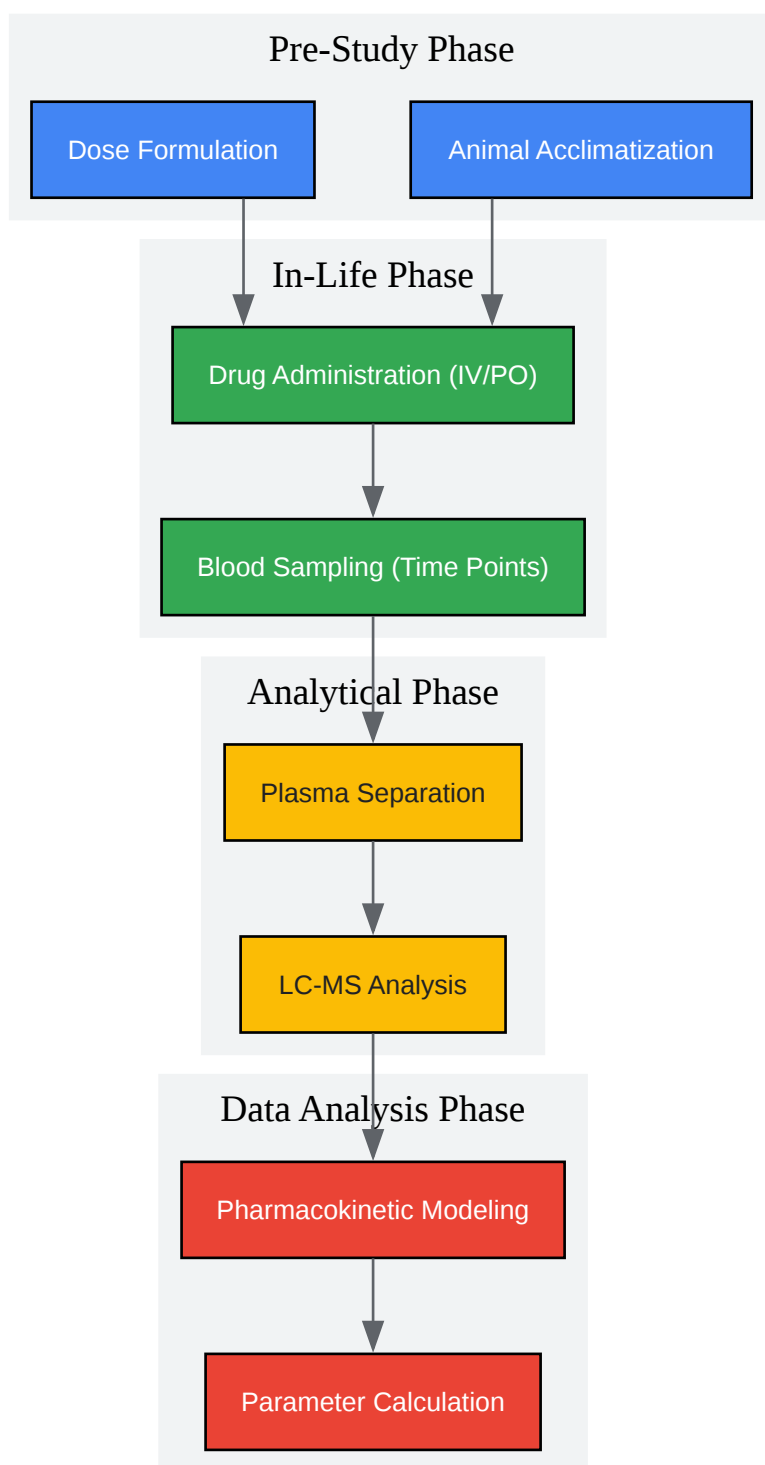 Pre-Study Phase
Dose Formulation
Animal Acclimatization
In-Life Phase
Drug Administration (IV/PO)
Blood Sampling (Time Points)
Analytical Phase
Plasma Separation
LC-MS Analysis
Data Analysis Phase
Pharmacokinetic Modeling
Parameter Calculation